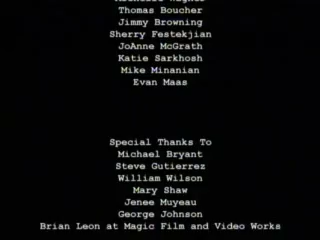 Thomas Boucher
Jimmy Browning
Sherry Festekjian
JoAnne McGrath
Katie Sarkhosh
Mike Minanian
Evan Maas
Special Thanks To
Michael Bryant
Steve Gutierrez
William Wilson
Mary Shaw
Jenee Muyeau
George Johnson
Brian Leon at Magic Film and Video Works